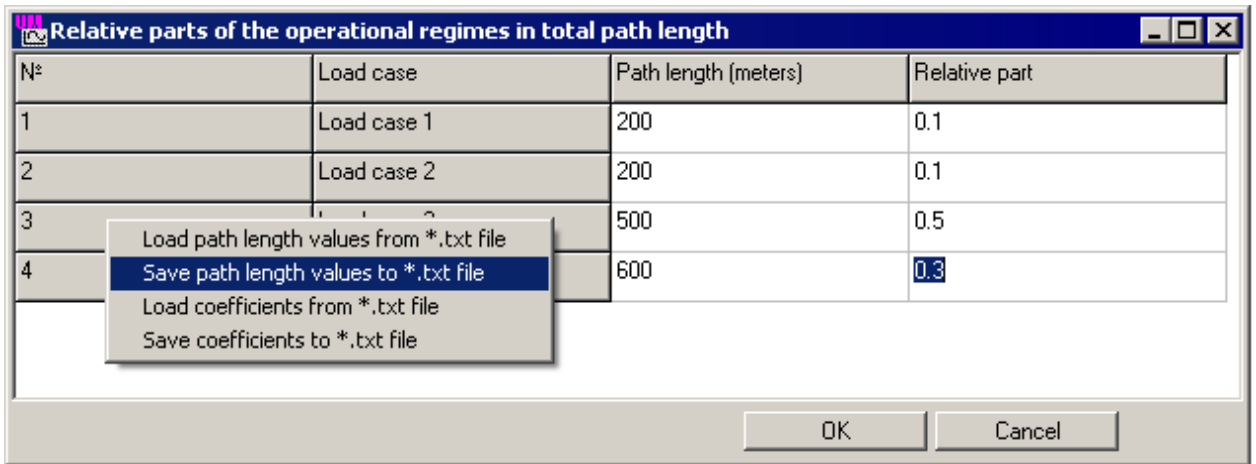 Relative parts of the operational regimes in total path length
№ Load case Path length (meters) Relative part
1 Load case 1 200 0.1
2 Load case 2 200 0.1
3 500 0.5
4 600 0.3
Load path length values from *.txt file
Save path length values to *.txt file
Load coefficients from *.txt file
Save coefficients to *.txt file
OK Cancel